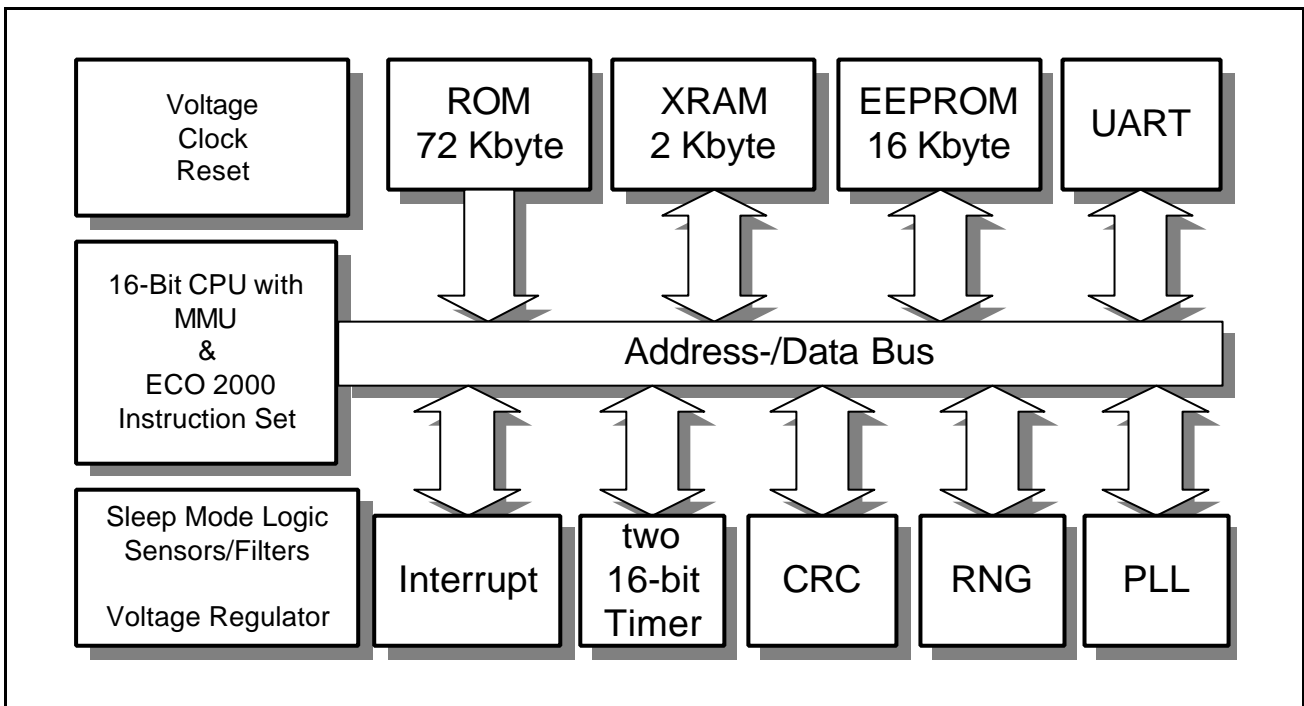 Voltage
Clock
Reset
ROM
72 Kbyte
XRAM
2 Kbyte
EEPROM
16 Kbyte
UART
16-Bit CPU with
MMU
&
ECO 2000
Instruction Set
Address-/Data Bus
Sleep Mode Logic
Sensors/Filters
Voltage Regulator
Interrupt
two
16-bit
Timer
CRC
RNG
PLL